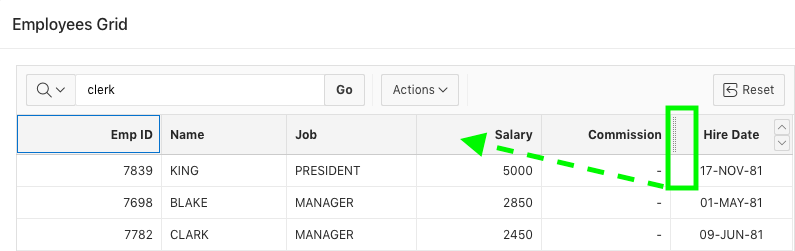 Employees Grid
clerk Go Actions Reset
Emp ID Name Job Salary Commission Hire Date
7839 KING PRESIDENT 5000 - 17-NOV-81
7698 BLAKE MANAGER 2850 - 01-MAY-81
7782 CLARK MANAGER 2450 - 09-JUN-81